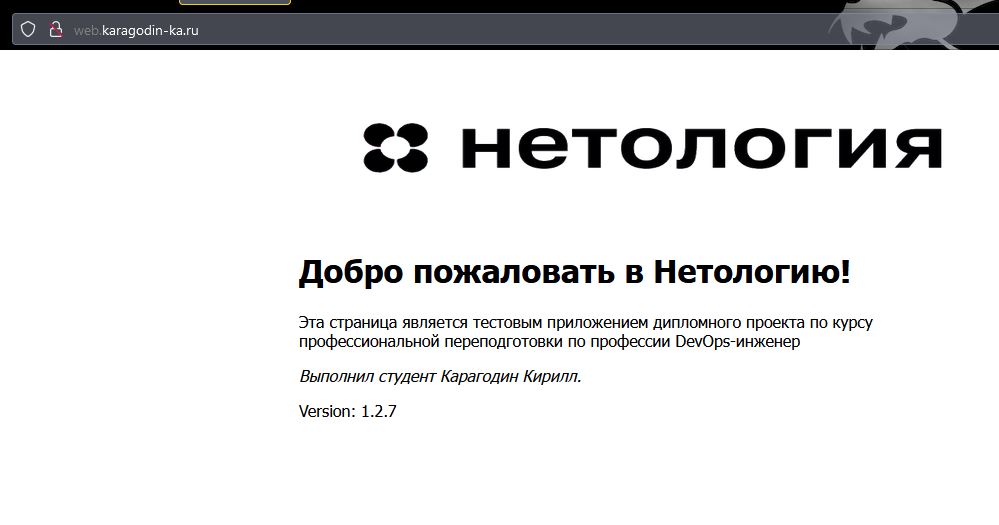 web.karagodin-ka.ru
нетология
Добро пожаловать в Нетологию!
Эта страница является тестовым приложением дипломного проекта по курсу
профессиональной переподготовки по профессии DevOps-инженер
Выполнил студент Карагодин Кирилл.
Version: 1.2.7